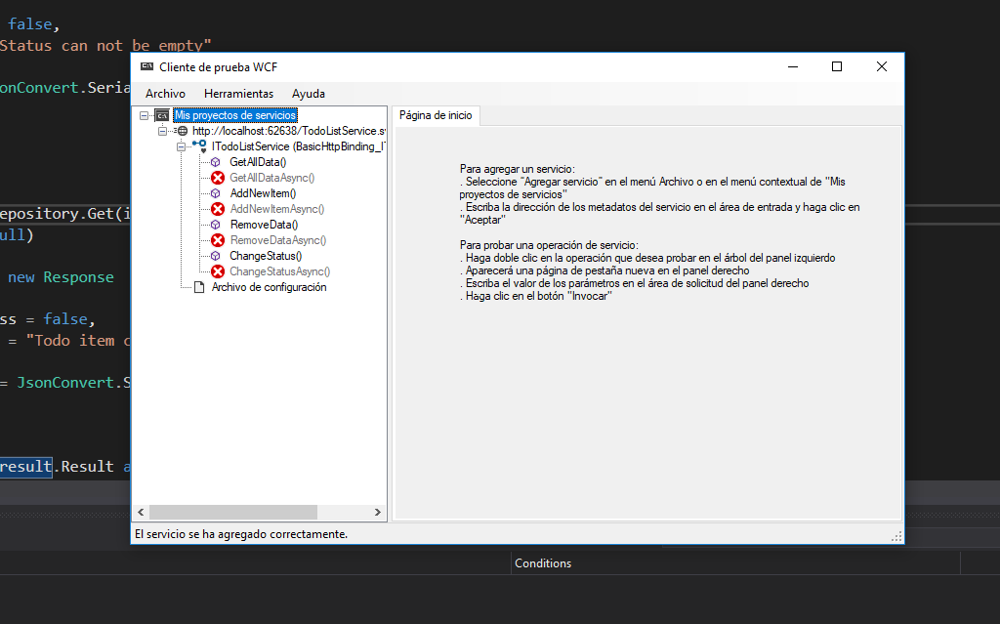 false,
Status can not be empty"
onConvert.Seria
epository.Get(i
ull)
new Response
ss = false,
= "Todo item c
= JsonConvert.S
result.Result a
Cliente de prueba WCF
Archivo Herramientas Ayuda
Mis proyectos de servicios
http://localhost:62638/TodoListService.sv
ITodoListService (BasicHttpBinding_IT
GetAllData()
GetAllDataAsync()
AddNewItem()
AddNewItemAsync()
RemoveData()
RemoveDataAsync()
ChangeStatus()
ChangeStatusAsync()
Archivo de configuración
Página de inicio
Para agregar un servicio:
. Seleccione "Agregar servicio" en el menú Archivo o en el menú contextual de "Mis
proyectos de servicios"
. Escriba la dirección de los metadatos del servicio en el área de entrada y haga clic en
"Aceptar"
Para probar una operación de servicio:
. Haga doble clic en la operación que desea probar en el árbol del panel izquierdo
. Aparecerá una página de pestaña nueva en el panel derecho
. Escriba el valor de los parámetros en el área de solicitud del panel derecho
. Haga clic en el botón "Invocar"
El servicio se ha agregado correctamente.
Conditions